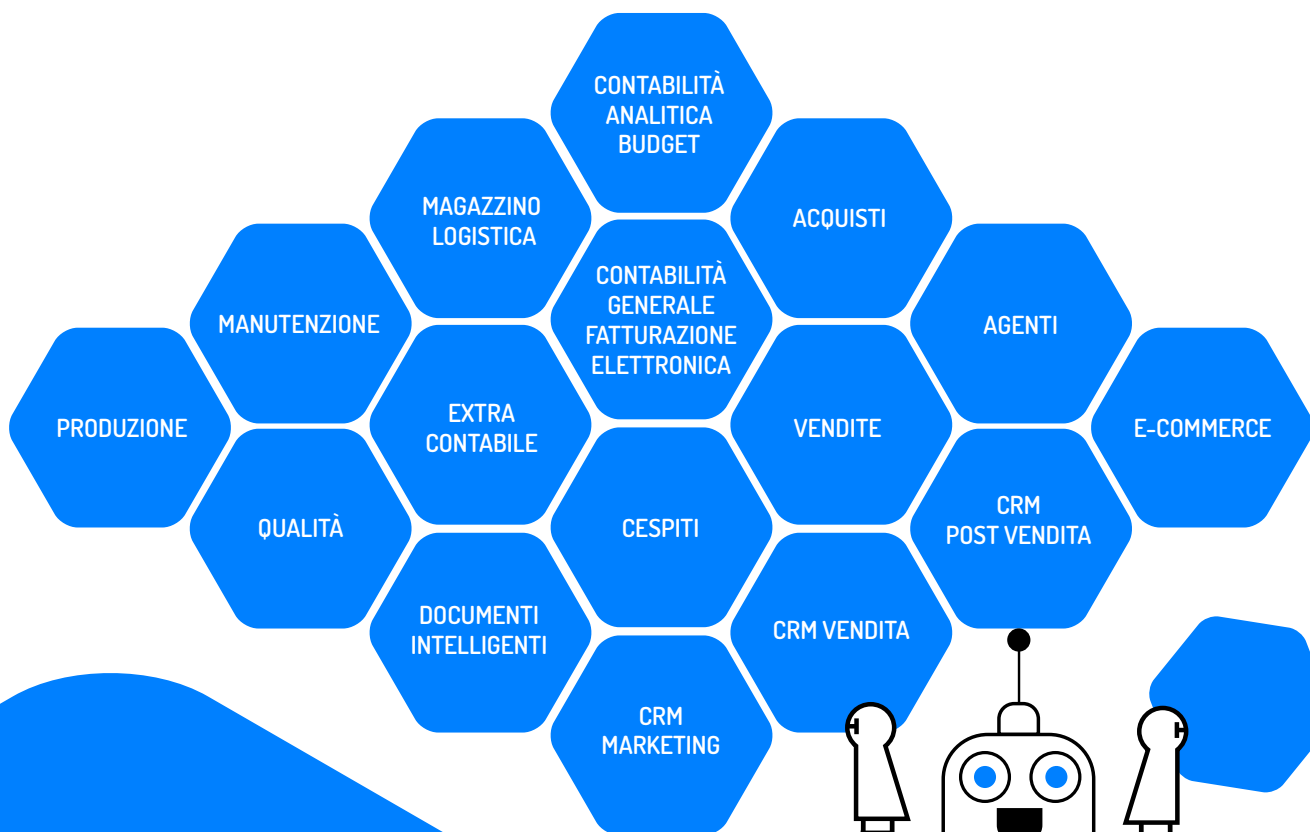 CONTABILITÀ
ANALITICA
BUDGET
MAGAZZINO
LOGISTICA
ACQUISTI
CONTABILITÀ
GENERALE
FATTURAZIONE
ELETTRONICA
MANUTENZIONE
AGENTI
PRODUZIONE
EXTRA
CONTABILE
VENDITE
E-COMMERCE
QUALITÀ
CESPITI
CRM
POST VENDITA
DOCUMENTI
INTELLIGENTI
CRM VENDITA
CRM
MARKETING